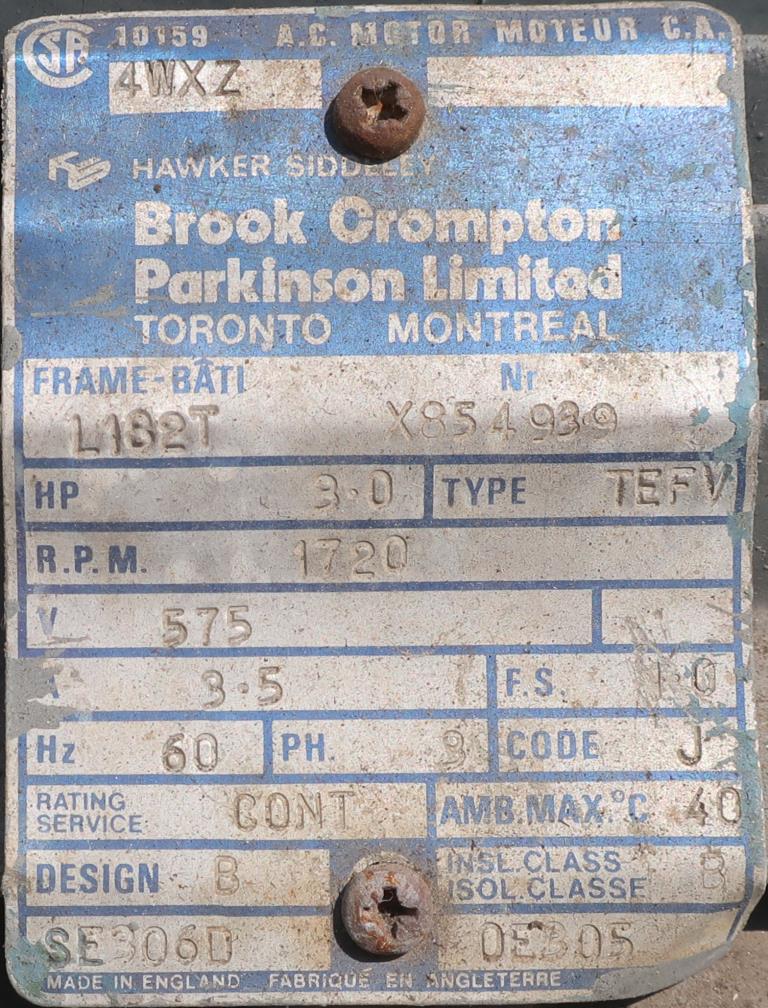 CSA 10159 A.C. MOTOR MOTEUR C.A.
4WXZ
HAWKER SIDDELEY
Brook Crompton
Parkinson Limited
TORONTO MONTREAL
FRAME-BÂTI Nr
L182T X854939
HP 3.0 TYPE TEFV
R.P.M. 1720
V 575
A 3.5 F.S. 1.0
Hz 60 PH. 3 CODE J
RATING CONT AMB.MAX.°C 40
SERVICE
DESIGN B INSL.CLASS B
ISOL.CLASSE
SE306D OE305
MADE IN ENGLAND FABRIQUÉ EN ANGLETERRE